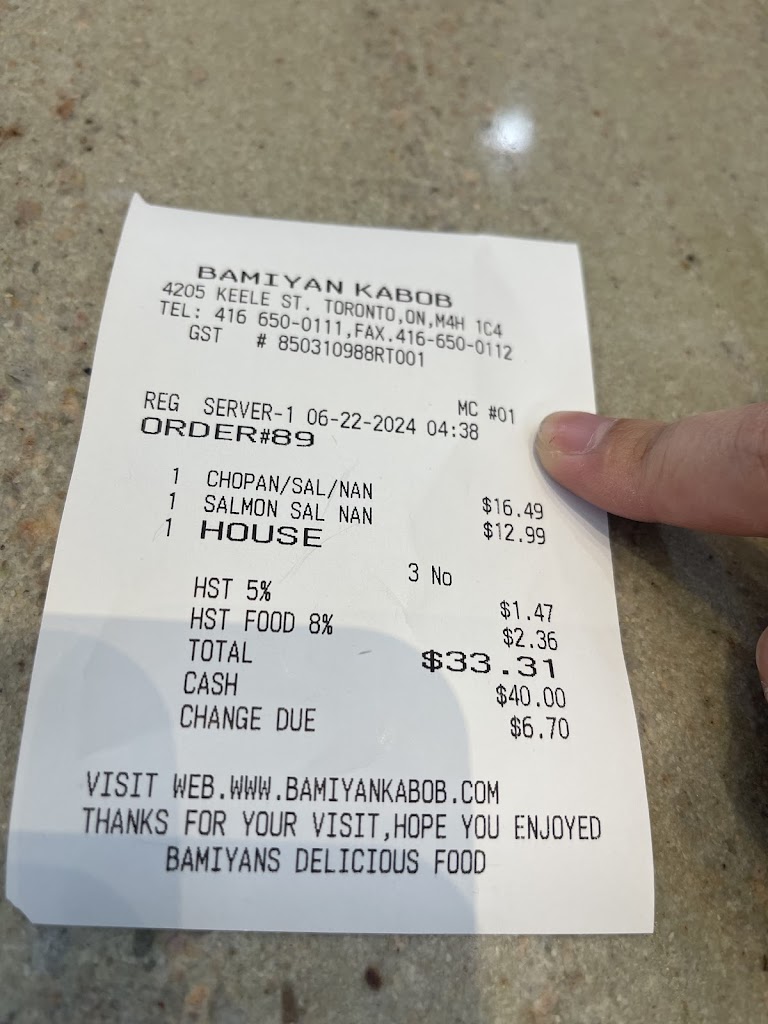 BAMIYAN KABOB
4205 KEELE ST. TORONTO,ON,M4H 1C4
TEL: 416 650-0111,FAX.416-650-0112
GST # 850310988RT001
MC #01
REG SERVER-1 06-22-2024 04:38
ORDER#89
1 CHOPAN/SAL/NAN $16.49
1 SALMON SAL NAN $12.99
1 HOUSE
3 No
HST 5% $1.47
HST FOOD 8% $2.36
TOTAL $33.31
CASH $40.00
CHANGE DUE $6.70
VISIT WEB.WWW.BAMIYANKABOB.COM
THANKS FOR YOUR VISIT,HOPE YOU ENJOYED
BAMIYANS DELICIOUS FOOD